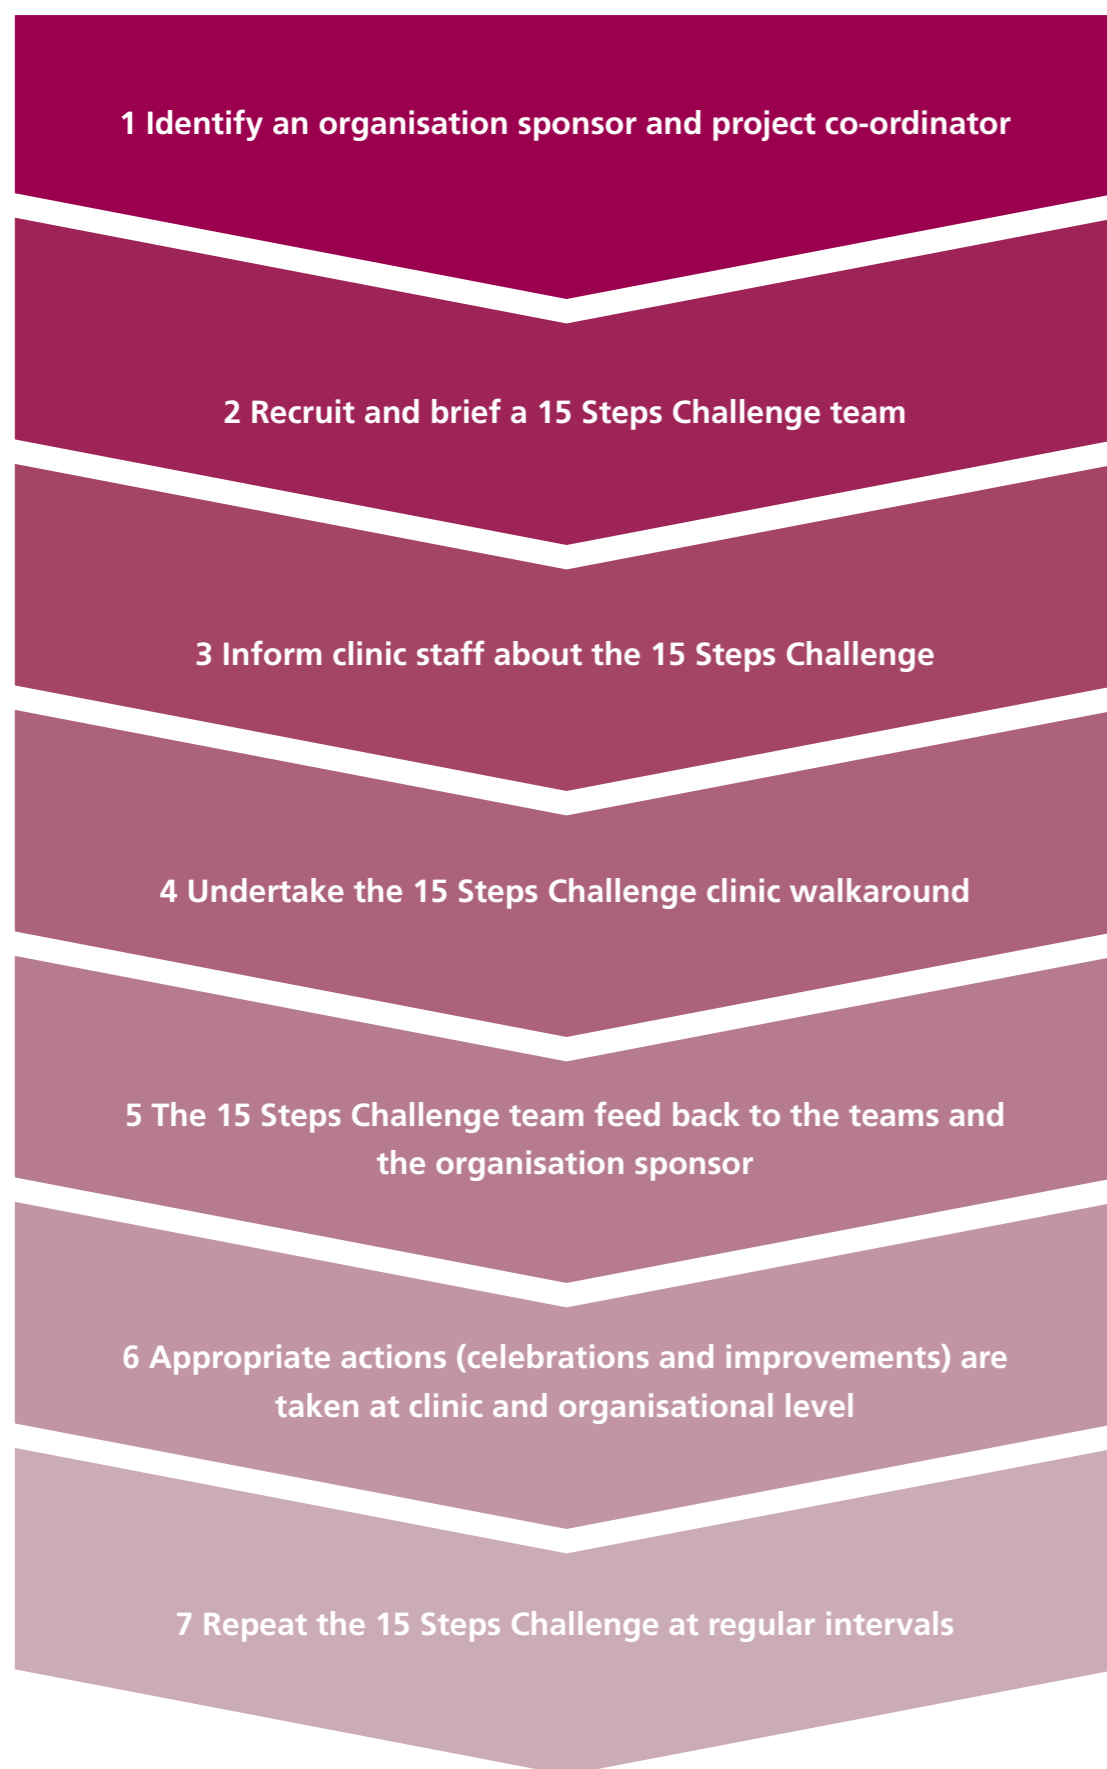 1 Identify an organisation sponsor and project co-ordinator
2 Recruit and brief a 15 Steps Challenge team
3 Inform clinic staff about the 15 Steps Challenge
4 Undertake the 15 Steps Challenge clinic walkaround
5 The 15 Steps Challenge team feed back to the teams and
the organisation sponsor
6 Appropriate actions (celebrations and improvements) are
taken at clinic and organisational level
7 Repeat the 15 Steps Challenge at regular intervals